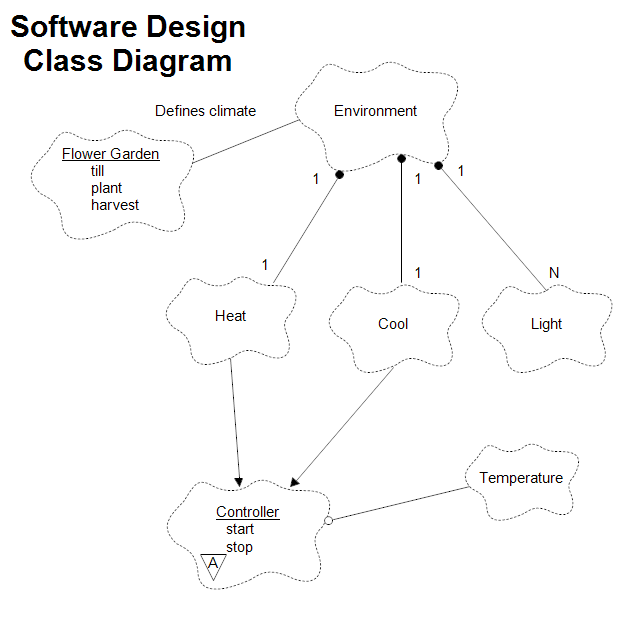 Software Design
Class Diagram
Defines climate
Environment
Flower Garden
till
plant
harvest
1
1
1
1
1
N
Heat
Cool
Light
Temperature
Controller
start
stop
A